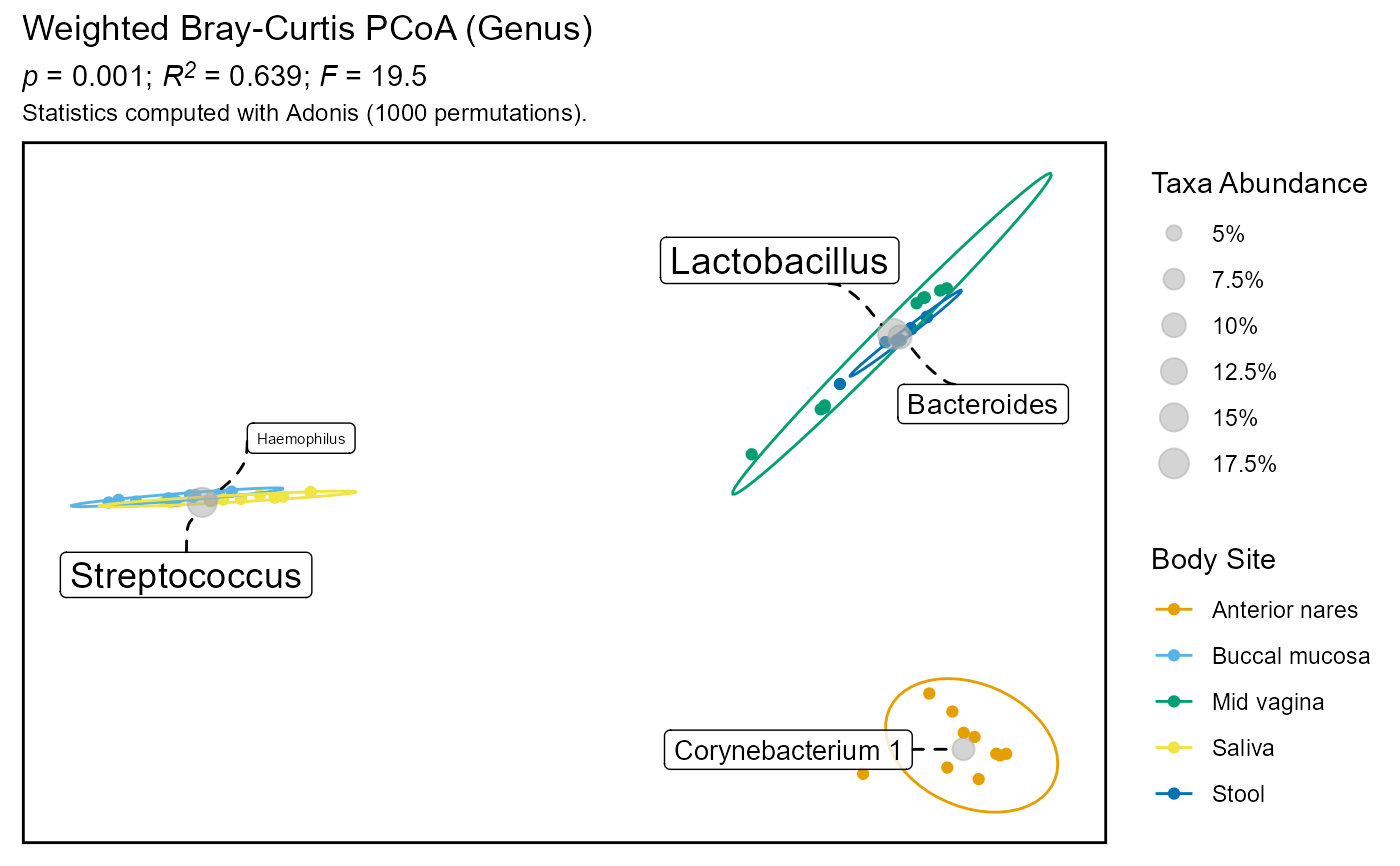 Weighted Bray-Curtis PCoA (Genus)
p = 0.001; R² = 0.639; F = 19.5
Statistics computed with Adonis (1000 permutations).
Lactobacillus
Bacteroides
Haemophilus
Streptococcus
Corynebacterium 1
Taxa Abundance
5%
7.5%
10%
12.5%
15%
17.5%
Body Site
Anterior nares
Buccal mucosa
Mid vagina
Saliva
Stool